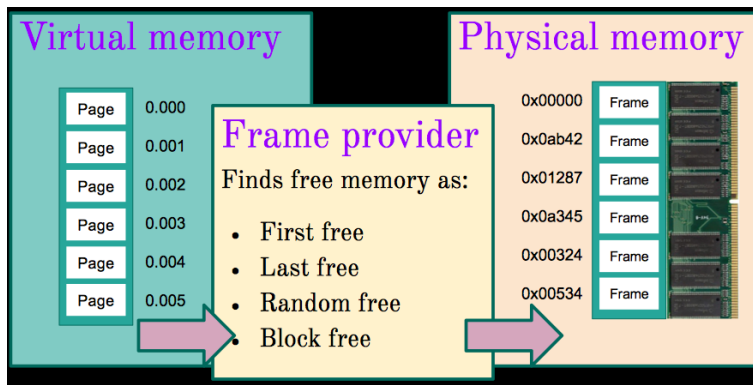 Virtual memory
Page 0.000
Page 0.001
Page 0.002
Page 0.003
Page 0.004
Page 0.005
Frame provider
Finds free memory as:
• First free
• Last free
• Random free
• Block free
Physical memory
0x00000 Frame
0x0ab42 Frame
0x01287 Frame
0x0a345 Frame
0x00324 Frame
0x00534 Frame